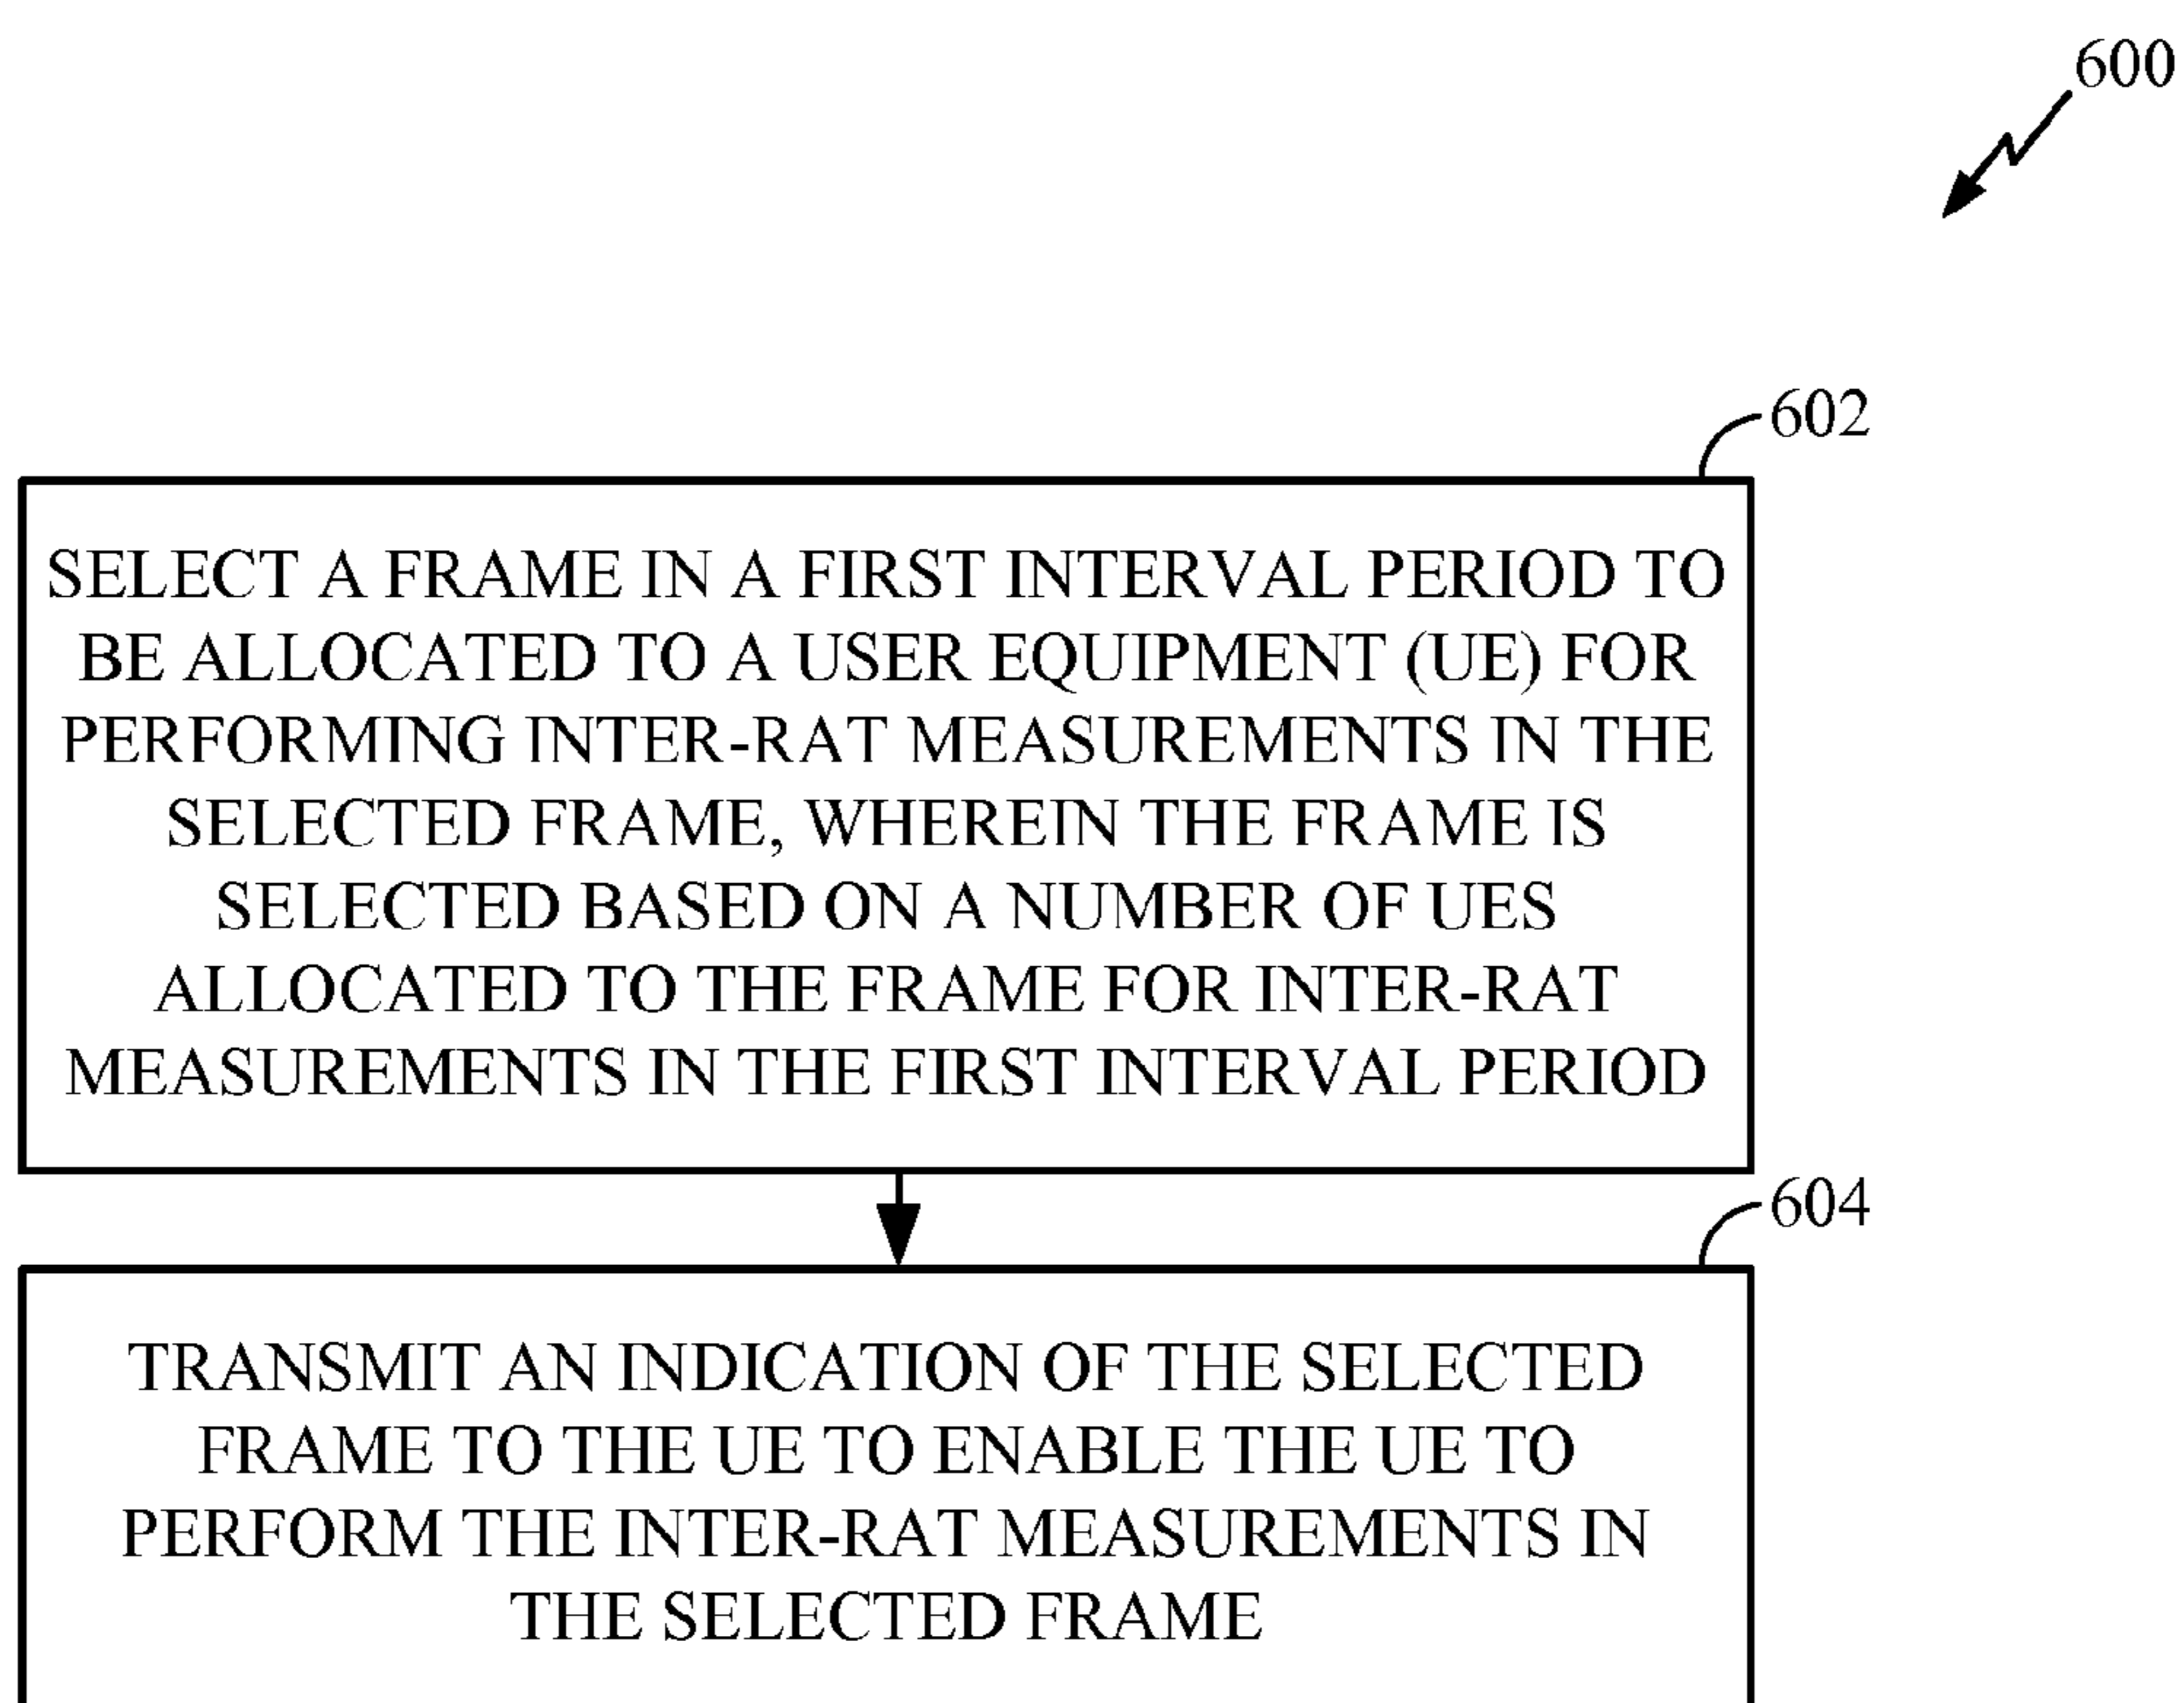 600
602
SELECT A FRAME IN A FIRST INTERVAL PERIOD TO
BE ALLOCATED TO A USER EQUIPMENT (UE) FOR
PERFORMING INTER-RAT MEASUREMENTS IN THE
SELECTED FRAME, WHEREIN THE FRAME IS
SELECTED BASED ON A NUMBER OF UES
ALLOCATED TO THE FRAME FOR INTER-RAT
MEASUREMENTS IN THE FIRST INTERVAL PERIOD
604
TRANSMIT AN INDICATION OF THE SELECTED
FRAME TO THE UE TO ENABLE THE UE TO
PERFORM THE INTER-RAT MEASUREMENTS IN
THE SELECTED FRAME